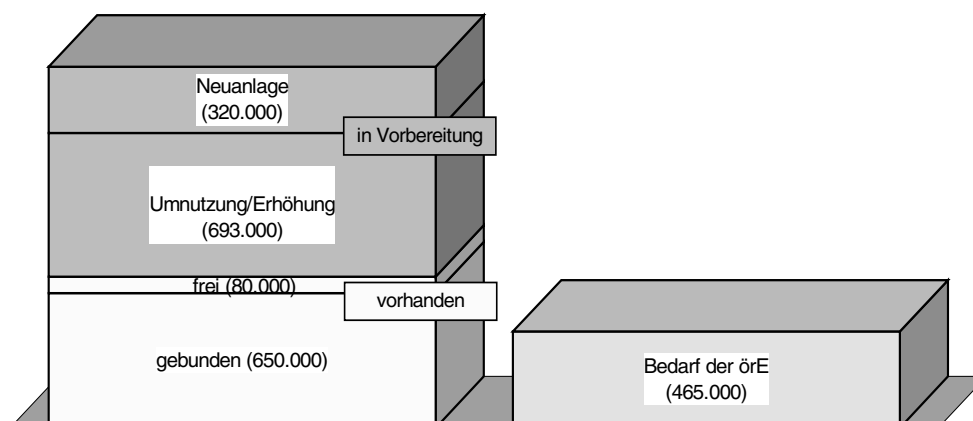 Neuanlage
(320.000)
in Vorbereitung
Umnutzung/Erhöhung
(693.000)
frei (80.000)
vorhanden
gebunden (650.000)
Bedarf der örE
(465.000)